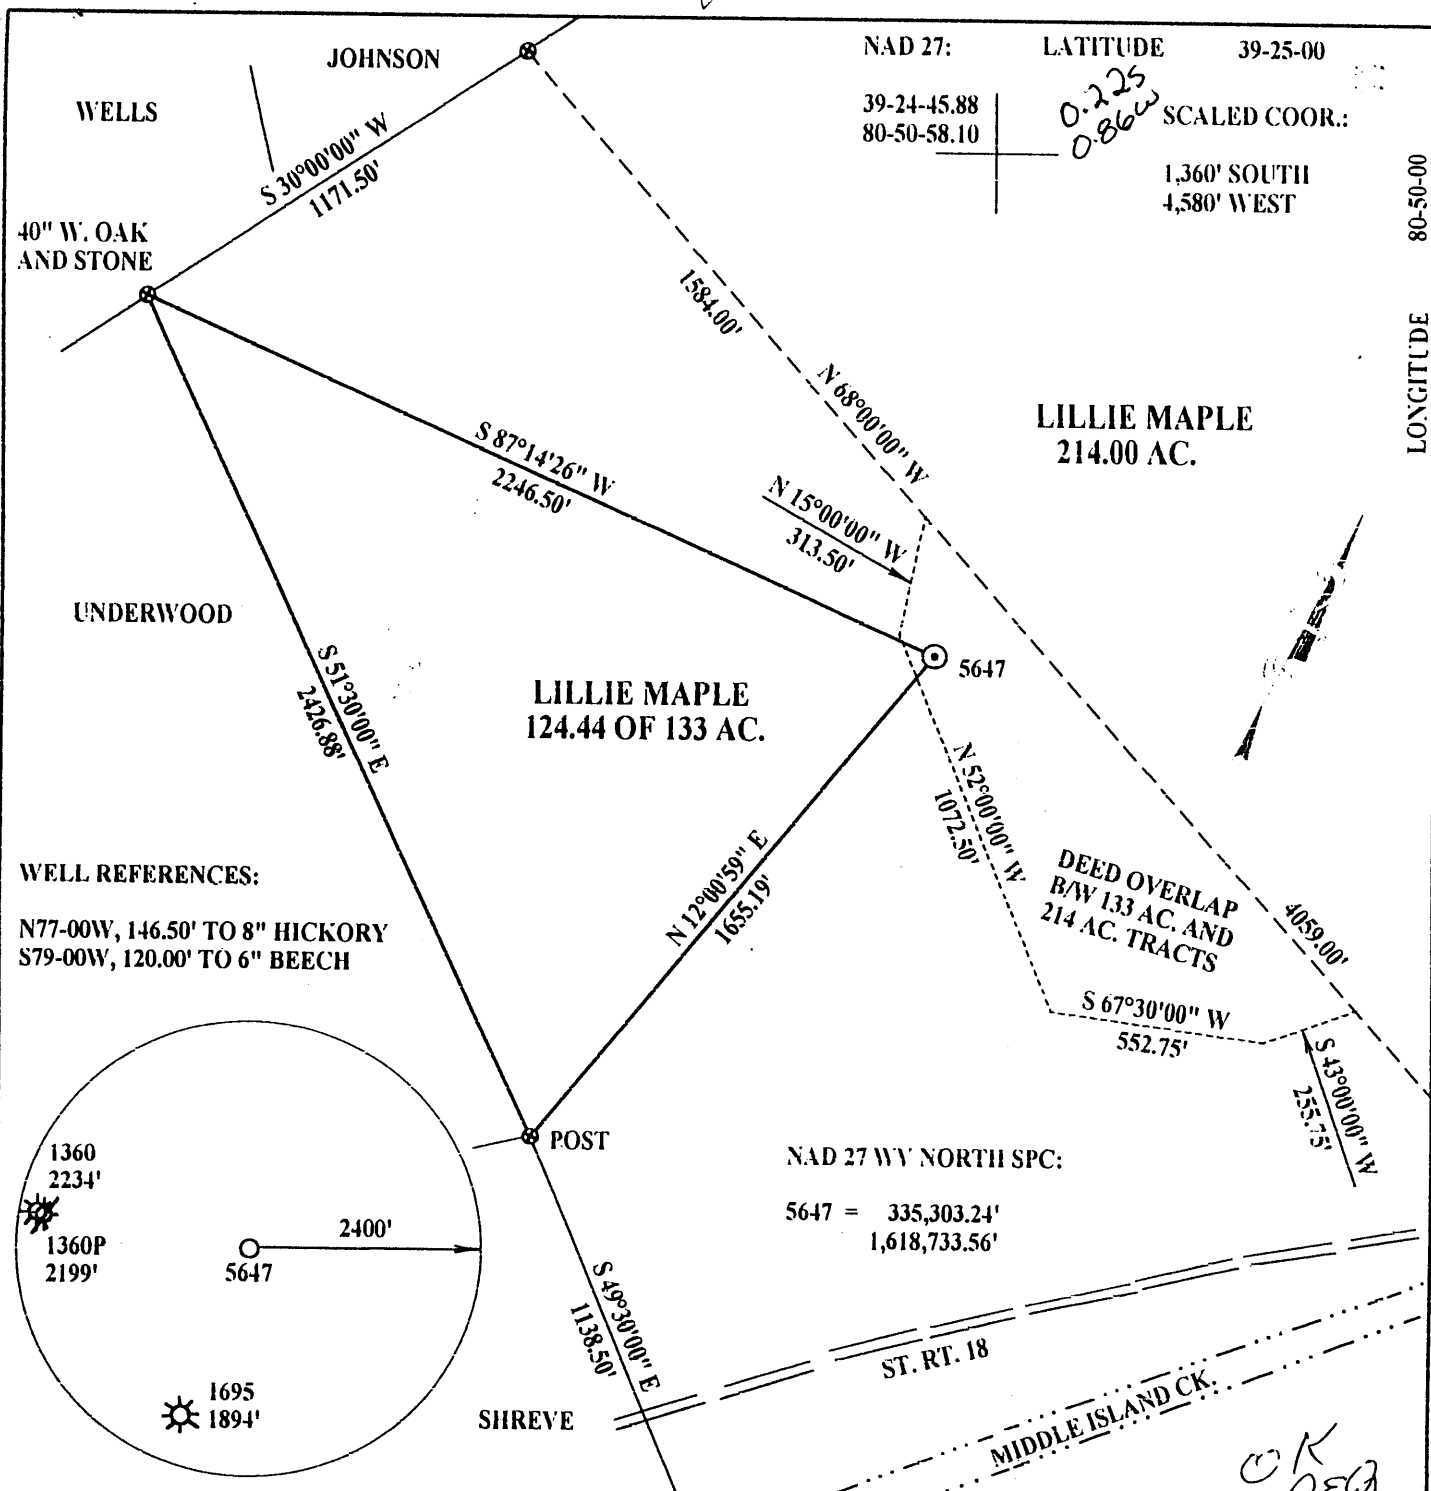 JOHNSON
WELLS
NAD 27:
LATITUDE 39-25-00
39-24-45.88
80-50-58.10
0.22S
0.86W
SCALED COOR.:
1,360' SOUTH
4,580' WEST
LONGITUDE 80-50-00
S 30°00'00" W
1171.50'
40" W. OAK
AND STONE
1584.00'
N 68°00'00" W
LILLIE MAPLE
214.00 AC.
S 87°14'26" W
2246.50'
N 15°00'00" W
313.50'
UNDERWOOD
S 51°30'00" E
2426.88'
LILLIE MAPLE
124.44 OF 133 AC.
5647
N 52°00'00" W
1072.50'
N 12°00'59" E
1655.19'
DEED OVERLAP
B/W 133 AC. AND
214 AC. TRACTS
4059.00'
WELL REFERENCES:
N77-00W, 146.50' TO 8" HICKORY
S79-00W, 120.00' TO 6" BEECH
S 67°30'00" W
552.75'
S 43°00'00" W
255.75'
POST
1360
2234'
1360P
2199'
2400'
5647
1695
1894'
NAD 27 WV NORTH SPC:
5647 = 335,303.24'
1,618,733.56'
S 49°30'00" E
1138.50'
SHREVE
ST. RT. 18
MIDDLE ISLAND CK.
OK